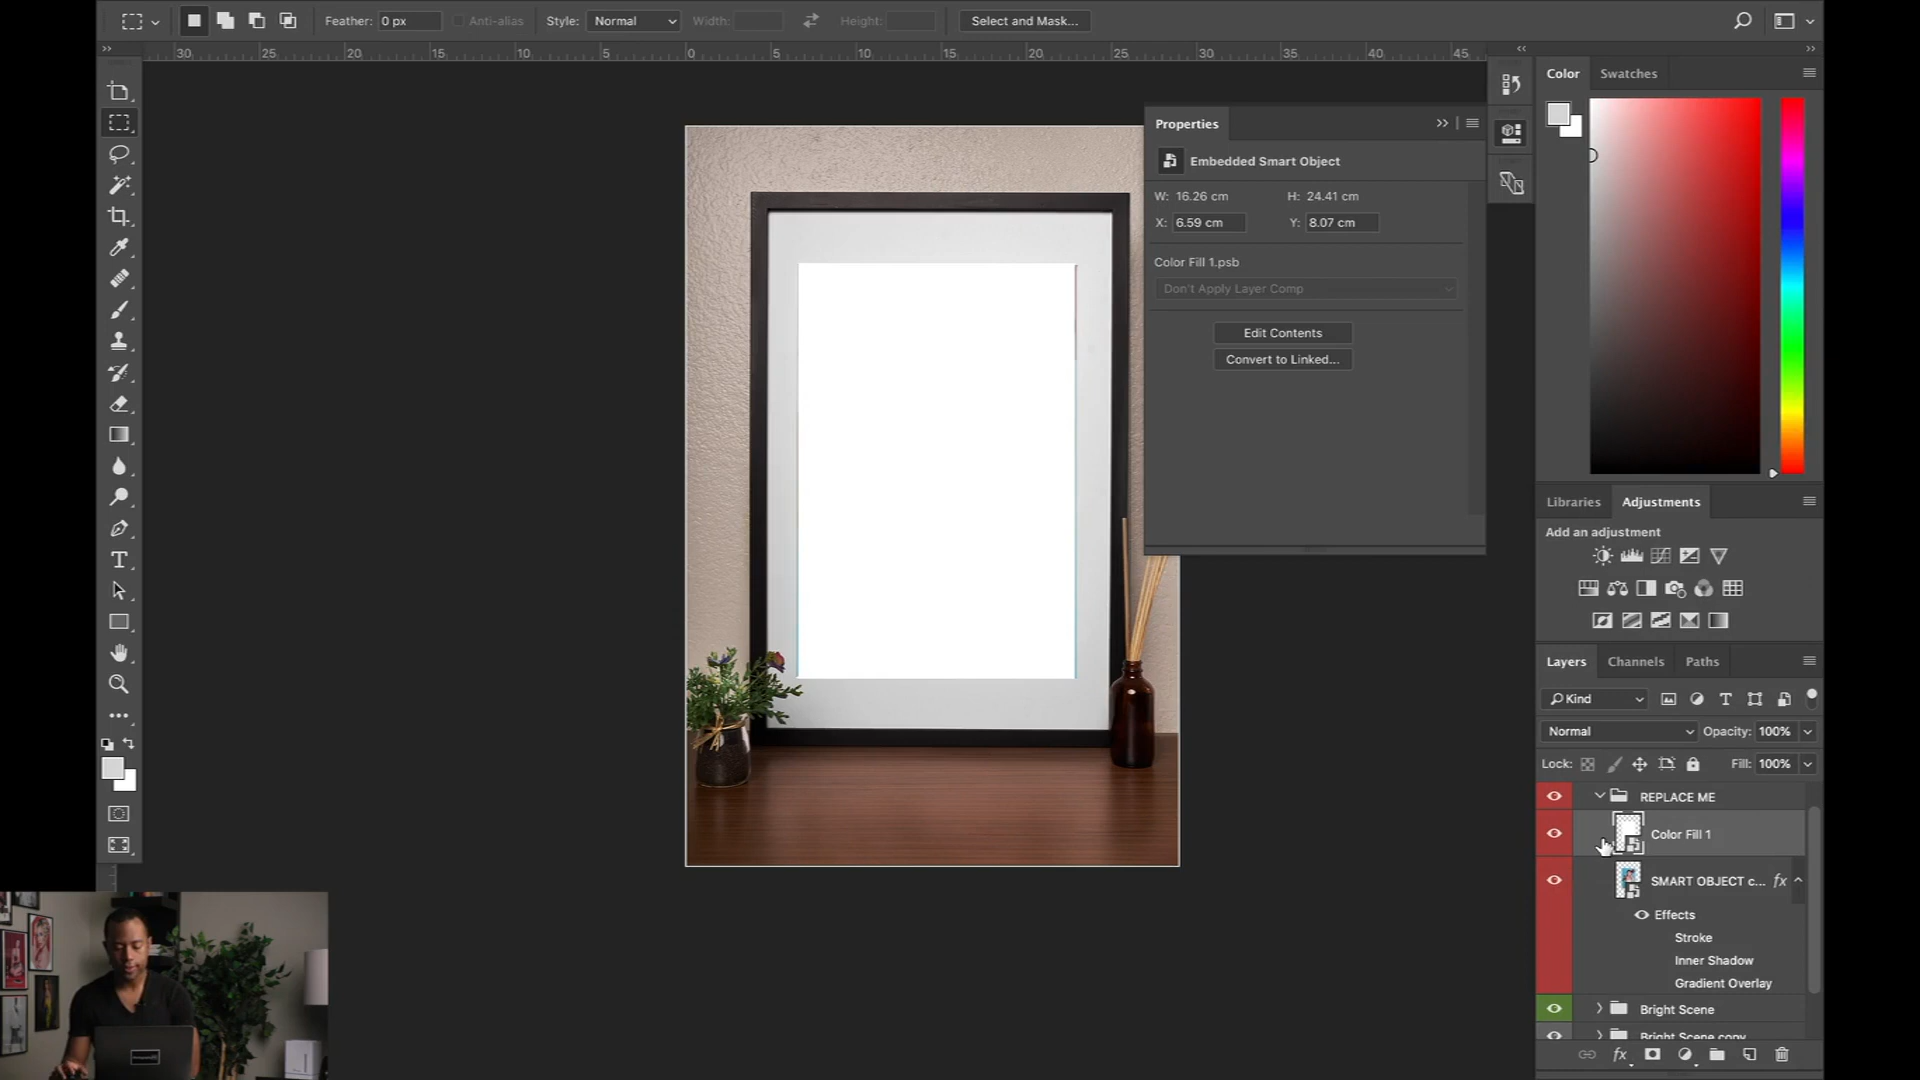 Feather: 0 px Anti-alias Style: Normal Width: Height: Select and Mask...
30 25 20 15 10 5 0 5 10 15 20 25 30 35 40 45
Properties
Embedded Smart Object
W: 16.26 cm H: 24.41 cm
X: 6.59 cm Y: 8.07 cm
Color Fill 1.psb
Don't Apply Layer Comp
Edit Contents
Convert to Linked...
Color Swatches
Libraries Adjustments
Add an adjustment
Layers Channels Paths
Kind
Normal Opacity: 100%
Lock: Fill: 100%
REPLACE ME
Color Fill 1
SMART OBJECT c... fx
Effects
Stroke
Inner Shadow
Gradient Overlay
Bright Scene
Bright Scene copy
fx